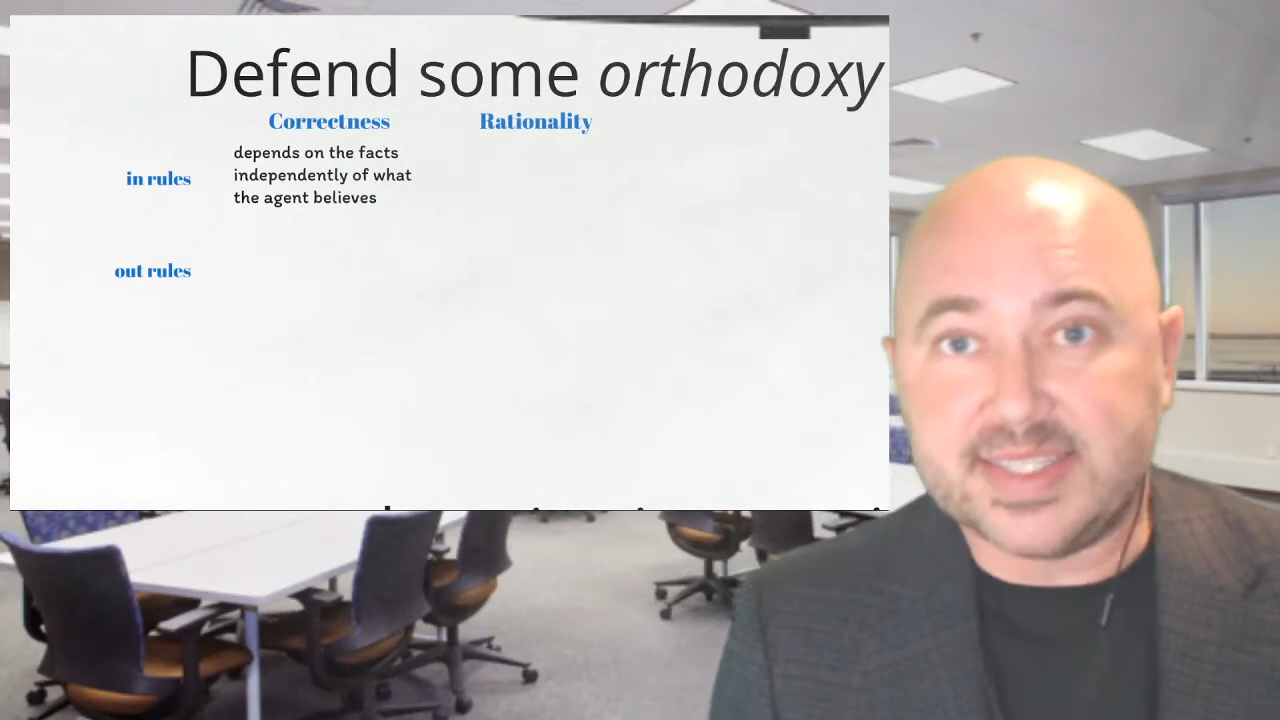 Defend some orthodoxy
Correctness Rationality
depends on the facts
in rules
independently of what
the agent believes
out rules